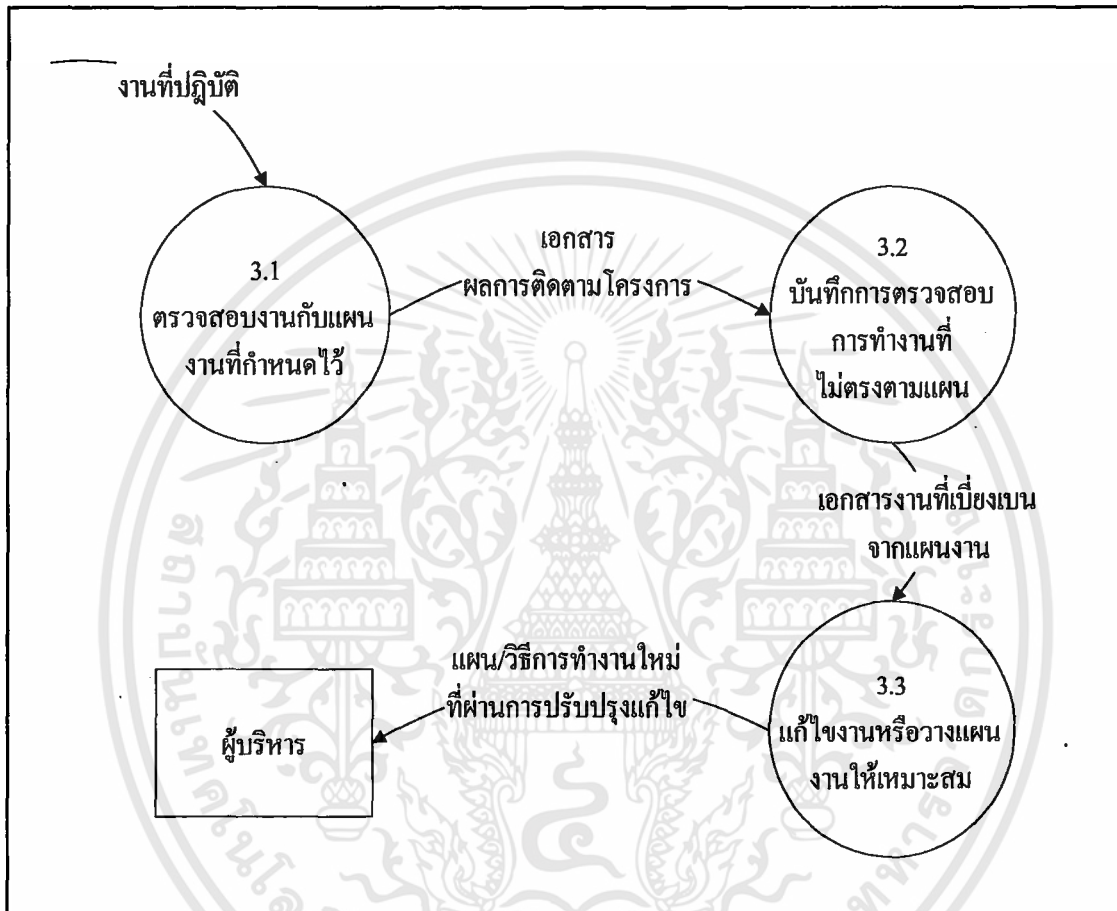 งานที่ปฎิบัติ
3.1
ตรวจสอบงานกับแผน
งานที่กำหนดไว้
เอกสาร
ผลการติดตามโครงการ
3.2
บันทึกการตรวจสอบ
การทำงานที่
ไม่ตรงตามแผน
เอกสารงานที่เบี่ยงเบน
จากแผนงาน
3.3
แก้ไขงานหรือวางแผน
งานให้เหมาะสม
แผน/วิธีการทำงานใหม่
ที่ผ่านการปรับปรุงแก้ไข
ผู้บริหาร